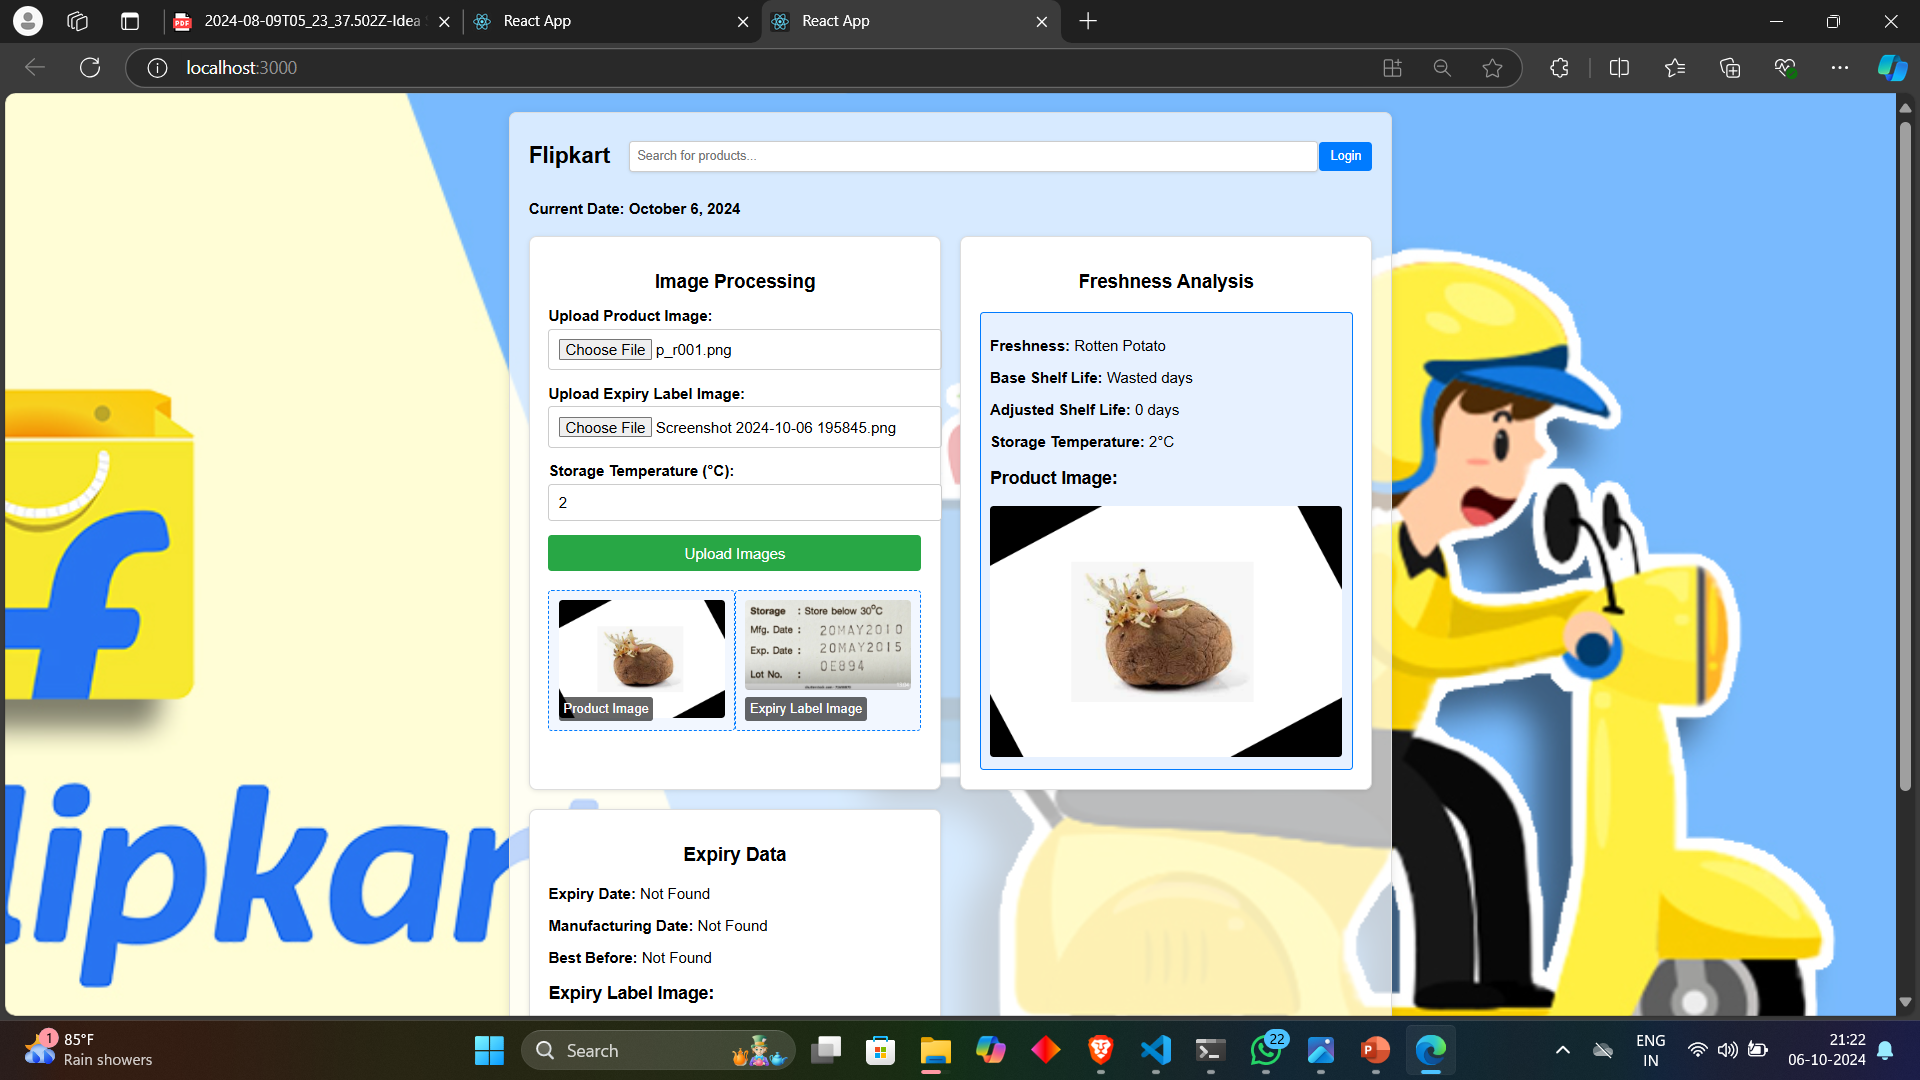 2024-08-09T05_23_37.502Z-Idea
React App
React App
localhost:3000
Flipkart
Search for products...
Login
Current Date: October 6, 2024
Image Processing
Upload Product Image:
Choose File p_r001.png
Upload Expiry Label Image:
Choose File Screenshot 2024-10-06 195845.png
Storage Temperature (°C):
2
Upload Images
Product Image
Storage : Store below 30°C
Mfg. Date : 20MAY2010
Exp. Date : 20MAY2015
Lot No. : 0E894
Expiry Label Image
Freshness Analysis
Freshness: Rotten Potato
Base Shelf Life: Wasted days
Adjusted Shelf Life: 0 days
Storage Temperature: 2°C
Product Image:
Expiry Data
Expiry Date: Not Found
Manufacturing Date: Not Found
Best Before: Not Found
Expiry Label Image:
f
lipkar
1
85°F
Rain showers
Search
22
ENG
IN
21:22
06-10-2024